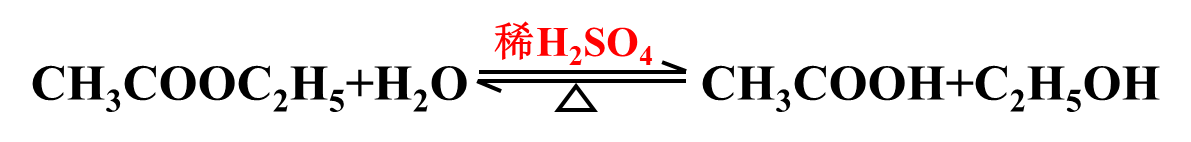 稀H₂SO₄
CH₃COOC₂H₅+H₂O ⇌ CH₃COOH+C₂H₅OH
△